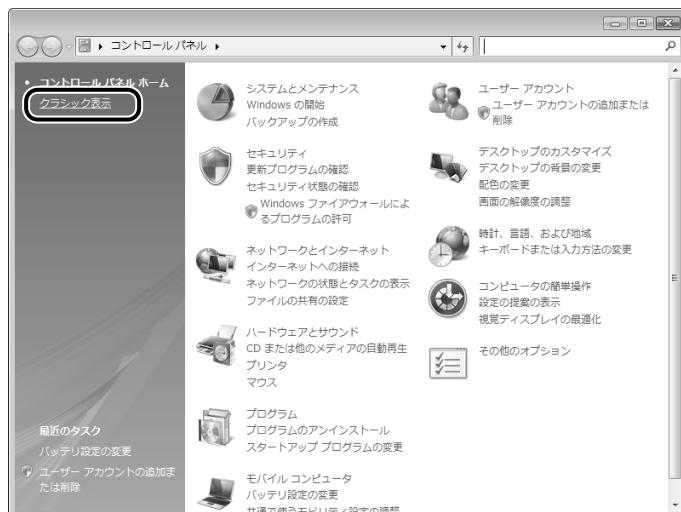 コントロール パネル
コントロール パネル ホーム
クラシック表示
システムとメンテナンス
Windows の開始
バックアップの作成
セキュリティ
更新プログラムの確認
セキュリティ状態の確認
Windows ファイアウォールによ
るプログラムの許可
ネットワークとインターネット
インターネットへの接続
ネットワークの状態とタスクの表示
ファイルの共有の設定
ハードウェアとサウンド
CD または他のメディアの自動再生
プリンタ
マウス
プログラム
プログラムのアンインストール
スタートアップ プログラムの変更
モバイル コンピュータ
バッテリ設定の変更
共通で使うモビリティ設定の調整
ユーザー アカウント
ユーザー アカウントの追加または
削除
デスクトップのカスタマイズ
デスクトップの背景の変更
配色の変更
画面の解像度の調整
時計、言語、および地域
キーボードまたは入力方法の変更
コンピュータの簡単操作
設定の提案の表示
視覚ディスプレイの最適化
その他のオプション
最近のタスク
バッテリ設定の変更
ユーザー アカウントの追加ま
たは削除